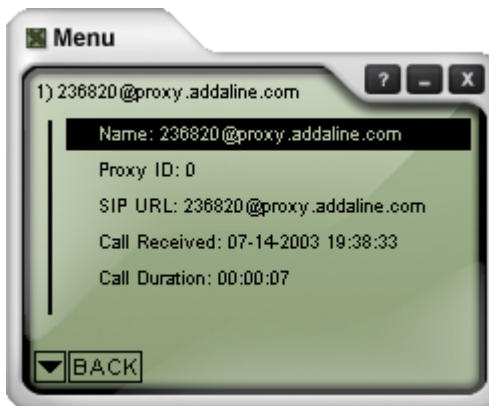 Menu
? – X
1) 236820@proxy.addaline.com
Name: 236820@proxy.addaline.com
Proxy ID: 0
SIP URL: 236820@proxy.addaline.com
Call Received: 07-14-2003 19:38:33
Call Duration: 00:00:07
BACK